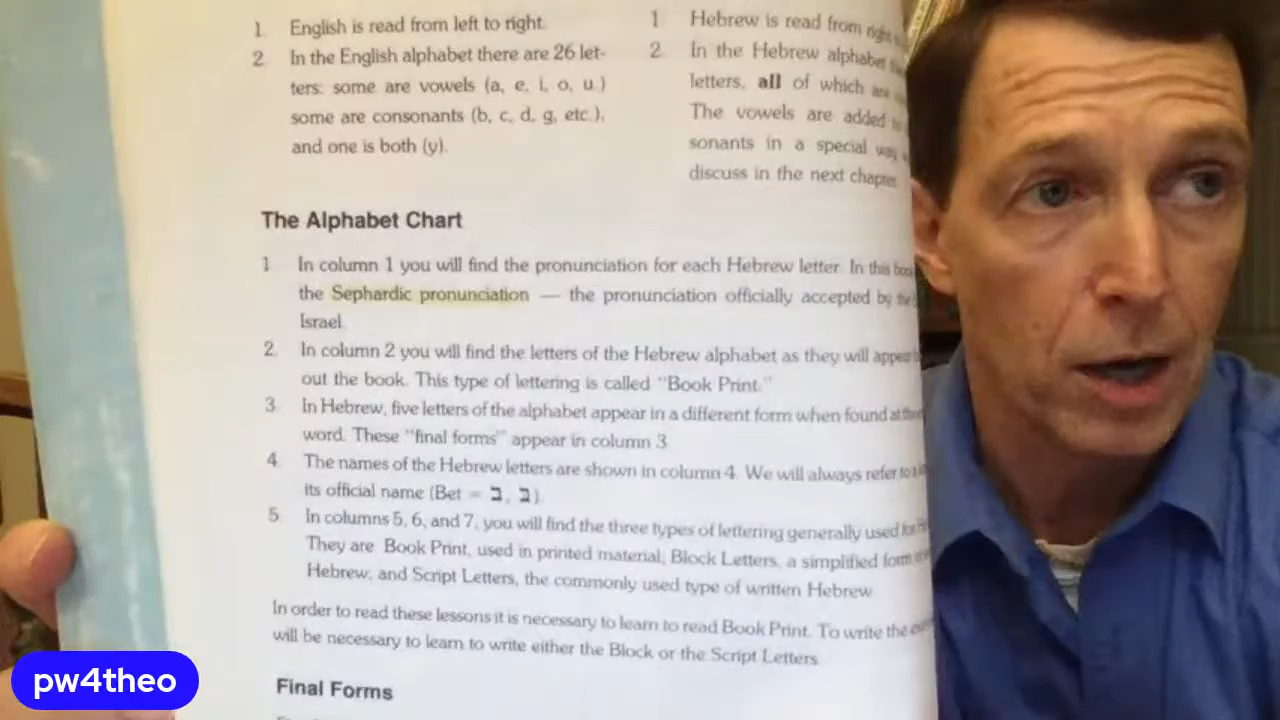 1. English is read from left to right.
2. In the English alphabet there are 26 let-
ters: some are vowels (a, e, i, o, u.)
some are consonants (b, c, d, g, etc.),
and one is both (y).
1 Hebrew is read from right
2. In the Hebrew alphabet
letters, all of which are
The vowels are added
sonants in a special way
discuss in the next chapter.
The Alphabet Chart
1 In column 1 you will find the pronunciation for each Hebrew letter. In this
the Sephardic pronunciation — the pronunciation officially accepted by the
Israel.
2. In column 2 you will find the letters of the Hebrew alphabet as they will appear
out the book. This type of lettering is called "Book Print."
3 In Hebrew, five letters of the alphabet appear in a different form when found at
word. These "final forms" appear in column 3.
4 The names of the Hebrew letters are shown in column 4. We will always refer to
its official name (Bet = ב, בּ).
5 In columns 5, 6, and 7, you will find the three types of lettering generally used for
They are Book Print, used in printed material; Block Letters, a simplified form
Hebrew; and Script Letters, the commonly used type of written Hebrew.
In order to read these lessons it is necessary to learn to read Book Print. To write the
will be necessary to learn to write either the Block or the Script Letters.
Final Forms
pw4theo